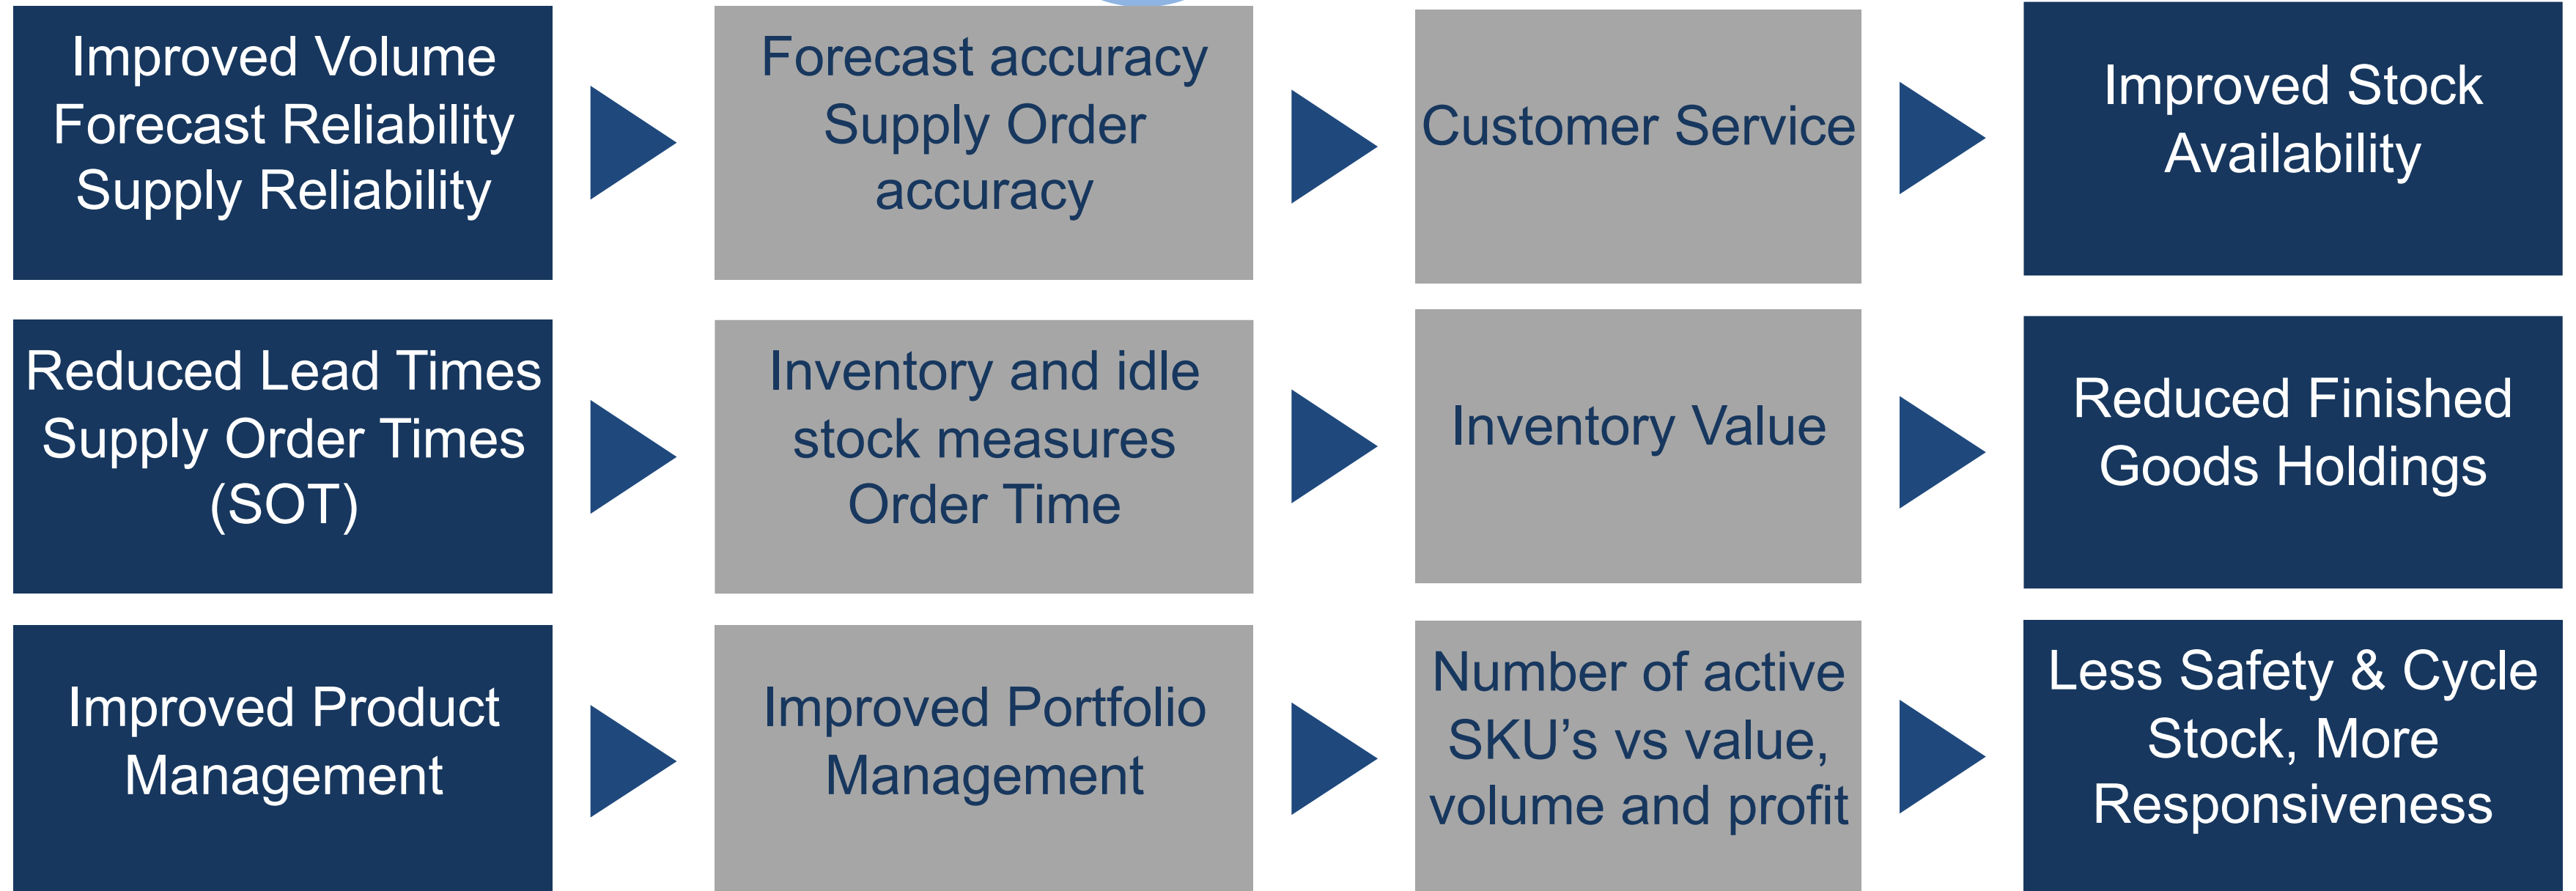 Improved Volume
Forecast Reliability
Supply Reliability
Forecast accuracy
Supply Order
accuracy
Customer Service
Improved Stock
Availability
Reduced Lead Times
Supply Order Times
(SOT)
Inventory and idle
stock measures
Order Time
Inventory Value
Reduced Finished
Goods Holdings
Improved Product
Management
Improved Portfolio
Management
Number of active
SKU’s vs value,
volume and profit
Less Safety & Cycle
Stock, More
Responsiveness